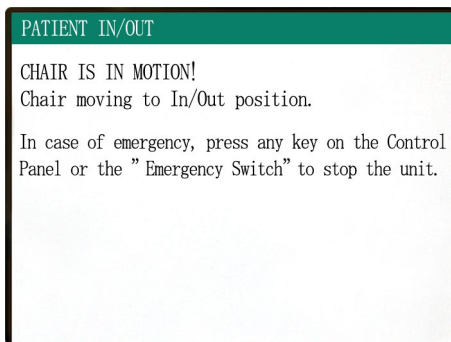 PATIENT IN/OUT
CHAIR IS IN MOTION!
Chair moving to In/Out position.
In case of emergency, press any key on the Control
Panel or the ” Emergency Switch” to stop the unit.